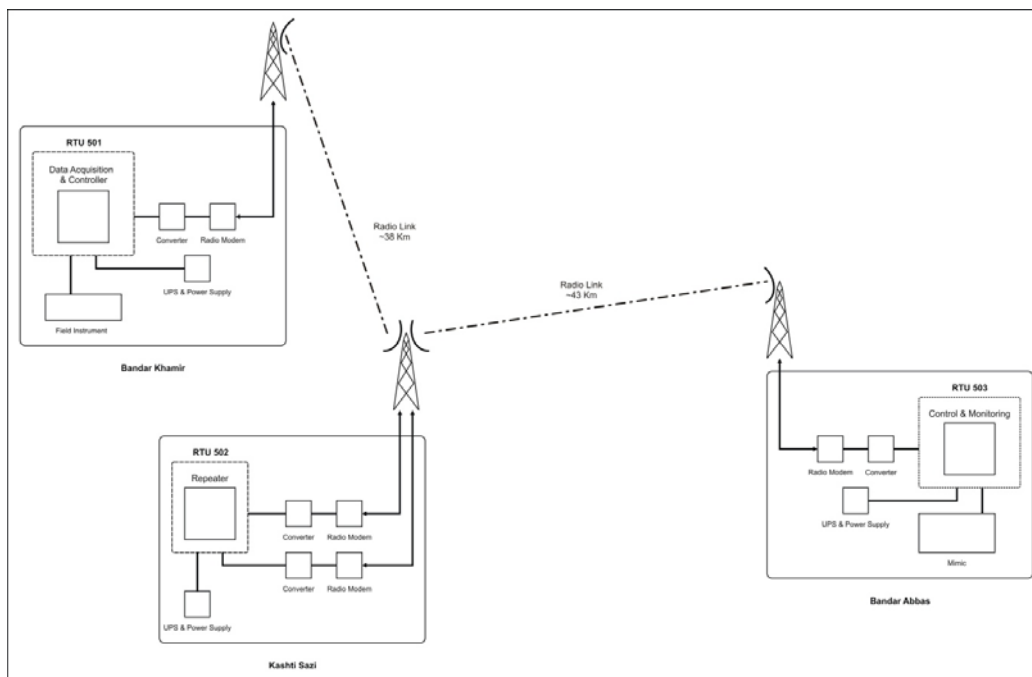 RTU 501
Data Acquisition
& Controller
Converter
Radio Modem
UPS & Power Supply
Field Instrument
Bandar Khamir
Radio Link
~38 Km
Radio Link
~43 Km
RTU 502
Repeater
Converter
Radio Modem
Converter
Radio Modem
UPS & Power Supply
Kashti Sazi
RTU 503
Control & Monitoring
Radio Modem
Converter
UPS & Power Supply
Mimic
Bandar Abbas